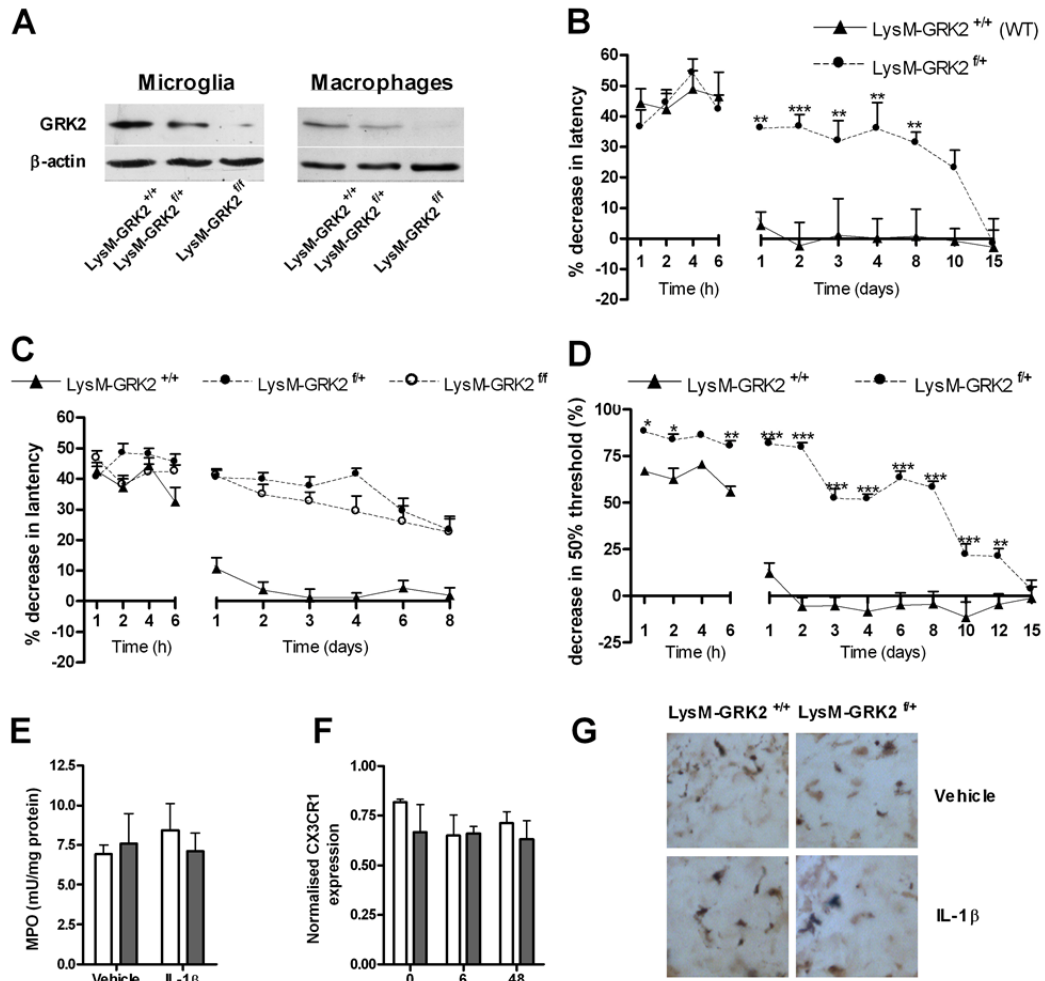 A
Microglia
Macrophages
GRK2
β-actin
LysM-GRK2 +/+
LysM-GRK2 f/+
LysM-GRK2 f/f
LysM-GRK2 +/+
LysM-GRK2 f/+
LysM-GRK2 f/f
B
LysM-GRK2 +/+ (WT)
LysM-GRK2 f/+
% decrease in latency
60
50
40
30
20
10
0
-10
-20
** *** ** ** **
1 2 4 6
1 2 3 4 8 10 15
Time (h)
Time (days)
C
LysM-GRK2 +/+
LysM-GRK2 f/+
LysM-GRK2 f/f
% decrease in lantency
60
50
40
30
20
10
0
-10
-20
1 2 4 6
1 2 3 4 6 8
Time (h)
Time (days)
D
LysM-GRK2 +/+
LysM-GRK2 f/+
decrease in 50% threshold (%)
100
75
50
25
0
-25
* * ** *** *** *** *** *** *** *** **
1 2 4 6
1 2 3 4 6 8 10 12 15
Time (h)
Time (days)
E
MPO (mU/mg protein)
12.5
10.0
7.5
5.0
2.5
0.0
Vehicle
IL-1β
F
Normalised CX3CR1
expression
1.00
0.75
0.50
0.25
0.00
0 6 48
G
LysM-GRK2 +/+
LysM-GRK2 f/+
Vehicle
IL-1β